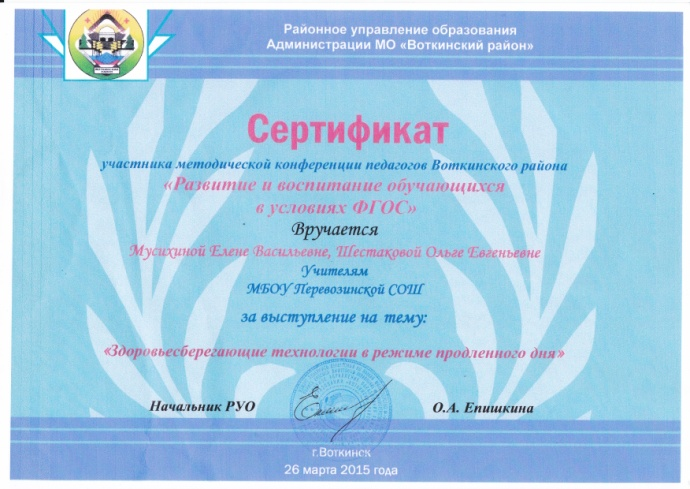 Районное управление образования
Администрации МО «Воткинский район»
Сертификат
участника методической конференции педагогов Воткинского района
«Развитие и воспитание обучающихся
в условиях ФГОС»
Вручается
Мусихиной Елене Васильевне, Шестаковой Ольге Евгеньевне
Учителям
МБОУ Перевозинской СОШ
за выступление на тему:
«Здоровьесберегающие технологии в режиме продленного дня»
Начальник РУО
О.А. Епишкина
г.Воткинск
26 марта 2015 года